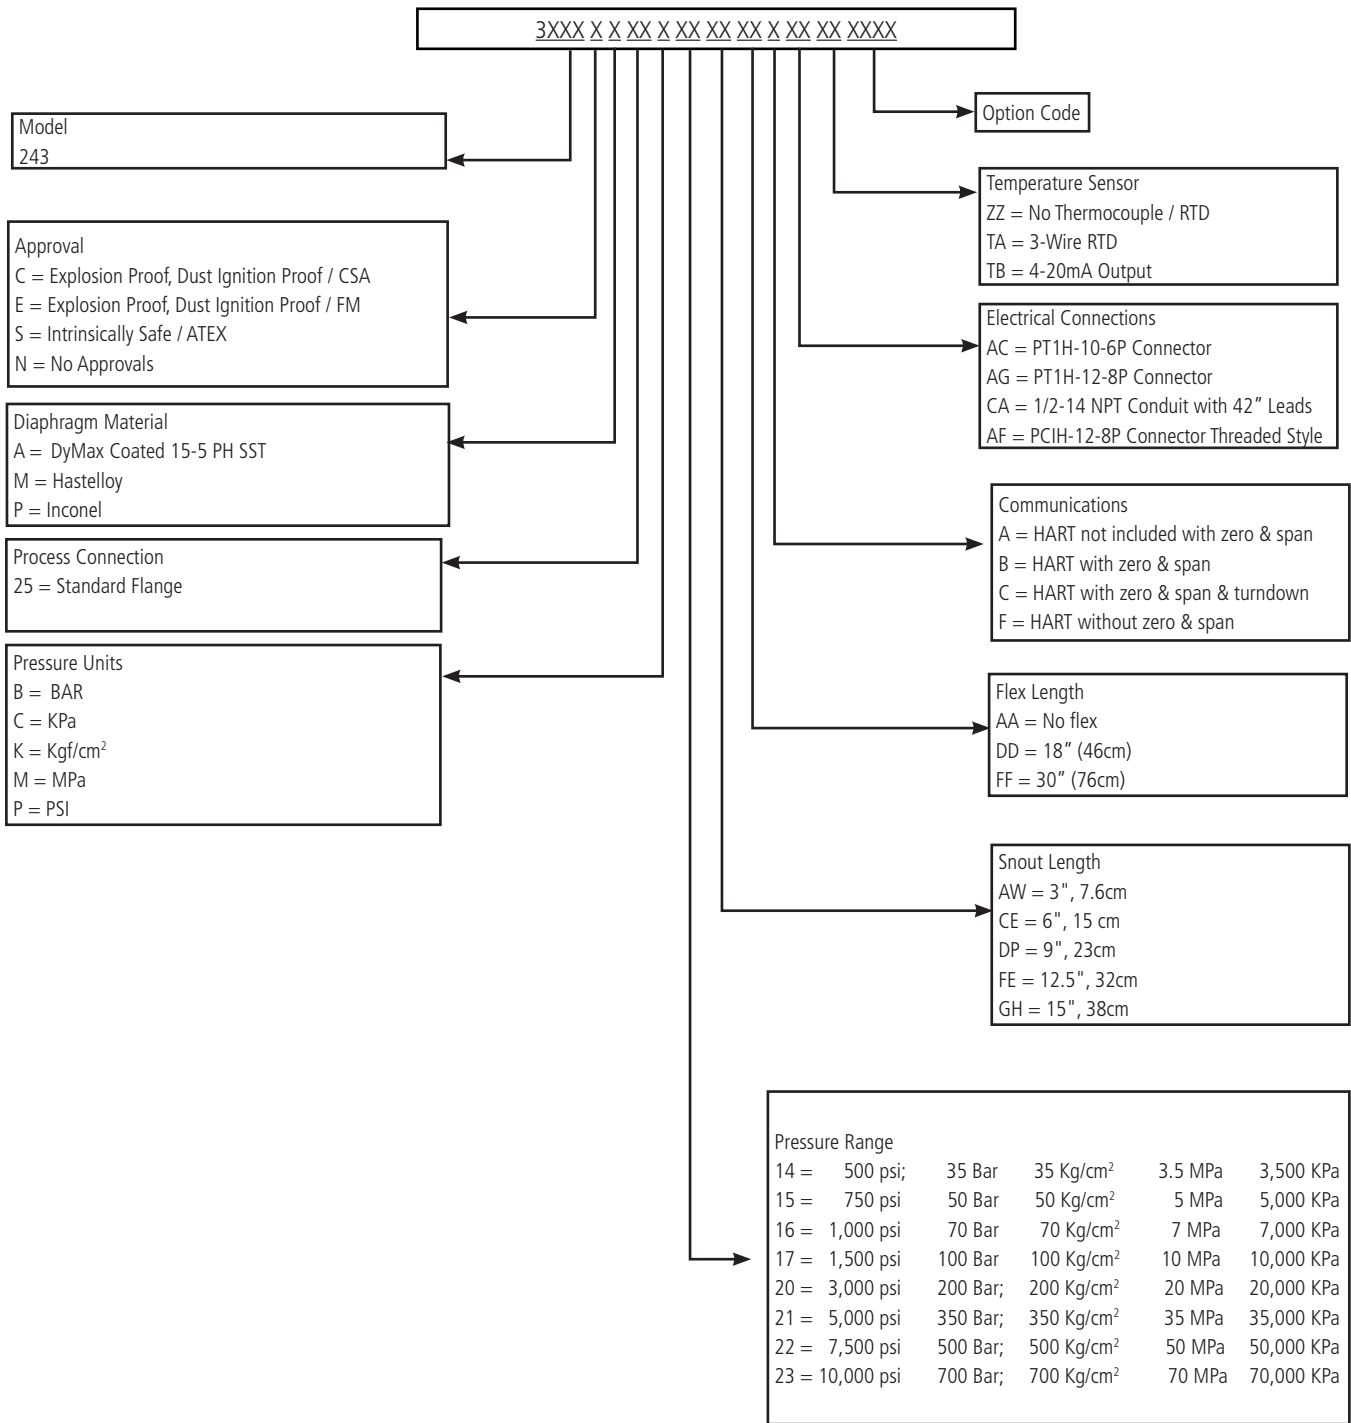 3XXX X X XX X XX XX XX X XX XX XXXX
Model
243
Approval
C = Explosion Proof, Dust Ignition Proof / CSA
E = Explosion Proof, Dust Ignition Proof / FM
S = Intrinsically Safe / ATEX
N = No Approvals
Diaphragm Material
A = DyMax Coated 15-5 PH SST
M = Hastelloy
P = Inconel
Process Connection
25 = Standard Flange
Pressure Units
B = BAR
C = KPa
K = Kgf/cm²
M = MPa
P = PSI
Option Code
Temperature Sensor
ZZ = No Thermocouple / RTD
TA = 3-Wire RTD
TB = 4-20mA Output
Electrical Connections
AC = PT1H-10-6P Connector
AG = PT1H-12-8P Connector
CA = 1/2-14 NPT Conduit with 42" Leads
AF = PCIH-12-8P Connector Threaded Style
Communications
A = HART not included with zero & span
B = HART with zero & span
C = HART with zero & span & turndown
F = HART without zero & span
Flex Length
AA = No flex
DD = 18" (46cm)
FF = 30" (76cm)
Snout Length
AW = 3", 7.6cm
CE = 6", 15 cm
DP = 9", 23cm
FE = 12.5", 32cm
GH = 15", 38cm
Pressure Range
14 = 500 psi; 35 Bar 35 Kg/cm² 3.5 MPa 3,500 KPa
15 = 750 psi 50 Bar 50 Kg/cm² 5 MPa 5,000 KPa
16 = 1,000 psi 70 Bar 70 Kg/cm² 7 MPa 7,000 KPa
17 = 1,500 psi 100 Bar 100 Kg/cm² 10 MPa 10,000 KPa
20 = 3,000 psi 200 Bar; 200 Kg/cm² 20 MPa 20,000 KPa
21 = 5,000 psi 350 Bar; 350 Kg/cm² 35 MPa 35,000 KPa
22 = 7,500 psi 500 Bar; 500 Kg/cm² 50 MPa 50,000 KPa
23 = 10,000 psi 700 Bar; 700 Kg/cm² 70 MPa 70,000 KPa